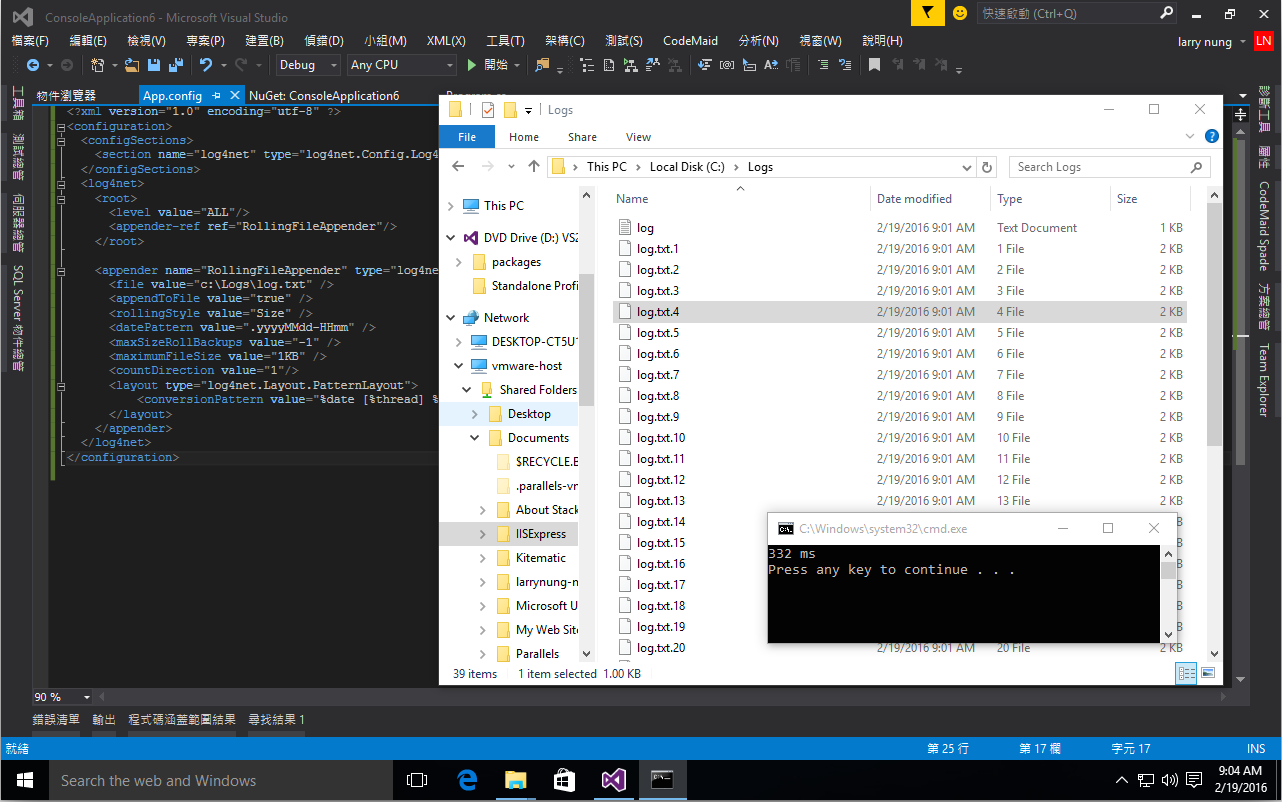 ConsoleApplication6 - Microsoft Visual Studio
快速啟動 (Ctrl+Q)
檔案(F) 編輯(E) 檢視(V) 專案(P) 建置(B) 偵錯(D) 小組(M) XML(X) 工具(T) 架構(C) 測試(S) CodeMaid 分析(N) 視窗(W) 說明(H)
larry nung LN
Debug Any CPU 開始
物件瀏覽器 App.config NuGet: ConsoleApplication6
工具箱
測試總管
伺服器總管
SQL Server 物件總管
<?xml version="1.0" encoding="utf-8" ?>
<configuration>
<configSections>
<section name="log4net" type="log4net.Config.Log4
</configSections>
<log4net>
<root>
<level value="ALL"/>
<appender-ref ref="RollingFileAppender"/>
</root>
<appender name="RollingFileAppender" type="log4ne
<file value="c:\Logs\log.txt" />
<appendToFile value="true" />
<rollingStyle value="Size" />
<datePattern value=".yyyyMMdd-HHmm" />
<maxSizeRollBackups value="-1" />
<maximumFileSize value="1KB" />
<countDirection value="1"/>
<layout type="log4net.Layout.PatternLayout">
<conversionPattern value="%date [%thread] %
</layout>
</appender>
</log4net>
</configuration>
Logs
File Home Share View
This PC Local Disk (C:) Logs
Search Logs
This PC
DVD Drive (D:) VS2
packages
Standalone Profi
Network
DESKTOP-CT5U
vmware-host
Shared Folders
Desktop
Documents
$RECYCLE.B
.parallels-vn
About Stack
IISExpress
Kitematic
larrynung-n
Microsoft U
My Web Site
Parallels
Name Date modified Type Size
log 2/19/2016 9:01 AM Text Document 1 KB
log.txt.1 2/19/2016 9:01 AM 1 File 2 KB
log.txt.2 2/19/2016 9:01 AM 2 File 2 KB
log.txt.3 2/19/2016 9:01 AM 3 File 2 KB
log.txt.4 2/19/2016 9:01 AM 4 File 2 KB
log.txt.5 2/19/2016 9:01 AM 5 File 2 KB
log.txt.6 2/19/2016 9:01 AM 6 File 2 KB
log.txt.7 2/19/2016 9:01 AM 7 File 2 KB
log.txt.8 2/19/2016 9:01 AM 8 File 2 KB
log.txt.9 2/19/2016 9:01 AM 9 File 2 KB
log.txt.10 2/19/2016 9:01 AM 10 File 2 KB
log.txt.11 2/19/2016 9:01 AM 11 File 2 KB
log.txt.12 2/19/2016 9:01 AM 12 File 2 KB
log.txt.13 2/19/2016 9:01 AM 13 File 2 KB
log.txt.14
log.txt.15
log.txt.16
log.txt.17
log.txt.18
log.txt.19
log.txt.20 2/19/2016 9:01 AM 20 File 2 KB
39 items 1 item selected 1.00 KB
C:\Windows\system32\cmd.exe
332 ms
Press any key to continue . . .
診斷工具
屬性
CodeMaid Spade
方案總管
Team Explorer
90 %
錯誤清單 輸出 程式碼涵蓋範圍結果 尋找結果 1
就緒 第 25 行 第 17 欄 字元 17 INS
Search the web and Windows
9:04 AM
2/19/2016